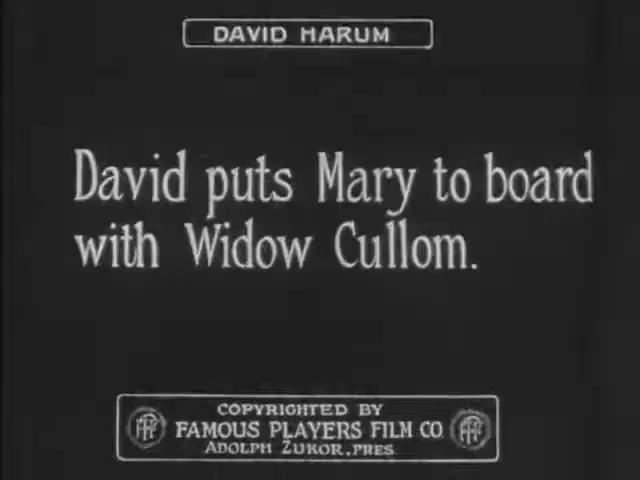 DAVID HARUM
David puts Mary to board
with Widow Cullom.
COPYRIGHTED BY
FAMOUS PLAYERS FILM CO
ADOLPH ZUKOR, PRES